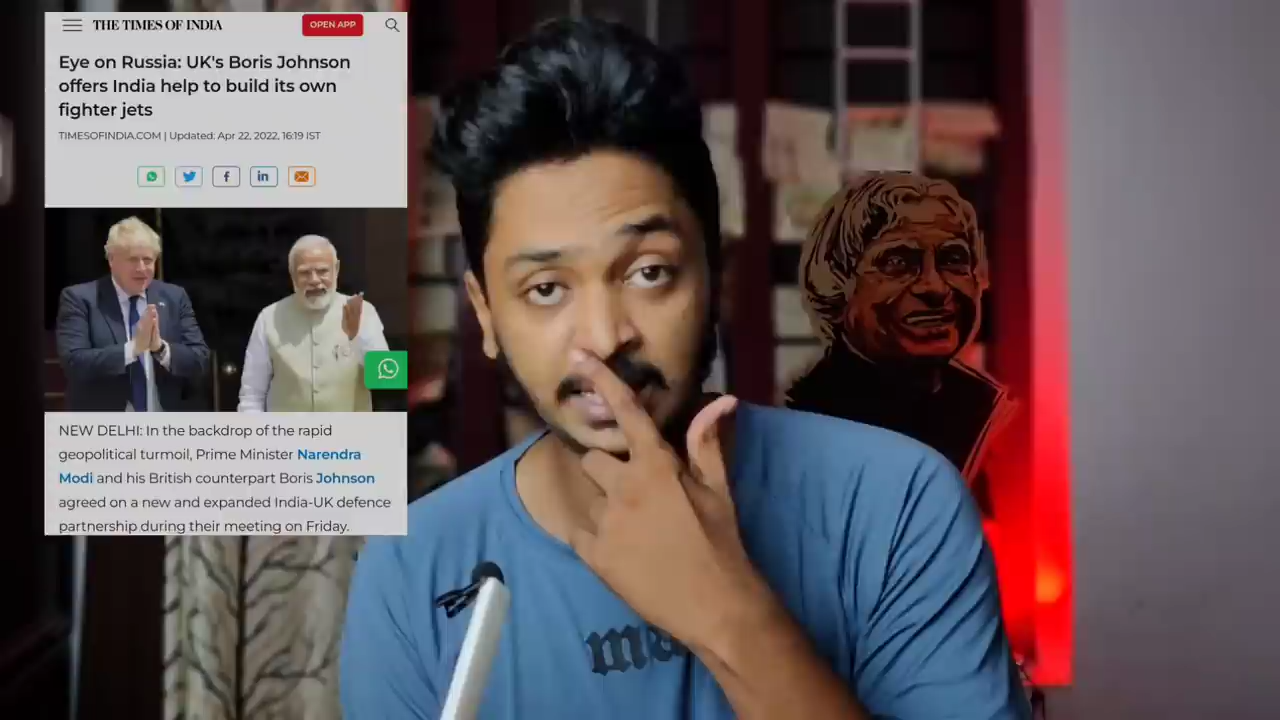 THE TIMES OF INDIA
OPEN APP
Eye on Russia: UK's Boris Johnson
offers India help to build its own
fighter jets
TIMESOFINDIA.COM | Updated: Apr 22, 2022, 16:19 IST
NEW DELHI: In the backdrop of the rapid
geopolitical turmoil, Prime Minister Narendra
Modi and his British counterpart Boris Johnson
agreed on a new and expanded India-UK defence
partnership during their meeting on Friday.